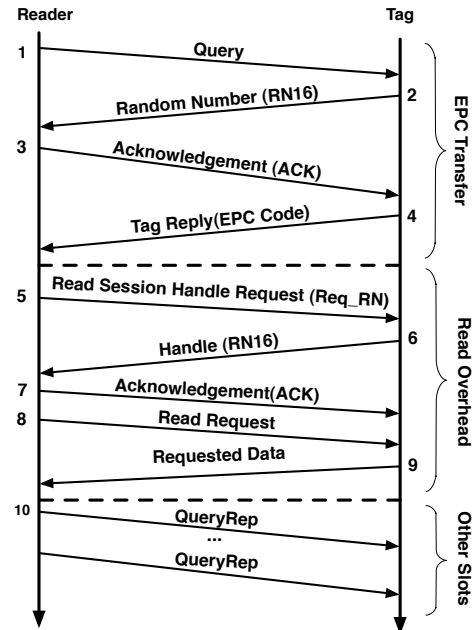 Reader
Tag
1
Query
2
Random Number (RN16)
3
Acknowledgement (ACK)
4
Tag Reply(EPC Code)
EPC Transfer
5
Read Session Handle Request (Req_RN)
6
Handle (RN16)
7
Acknowledgement(ACK)
8
Read Request
9
Requested Data
Read Overhead
10
QueryRep
...
QueryRep
Other Slots